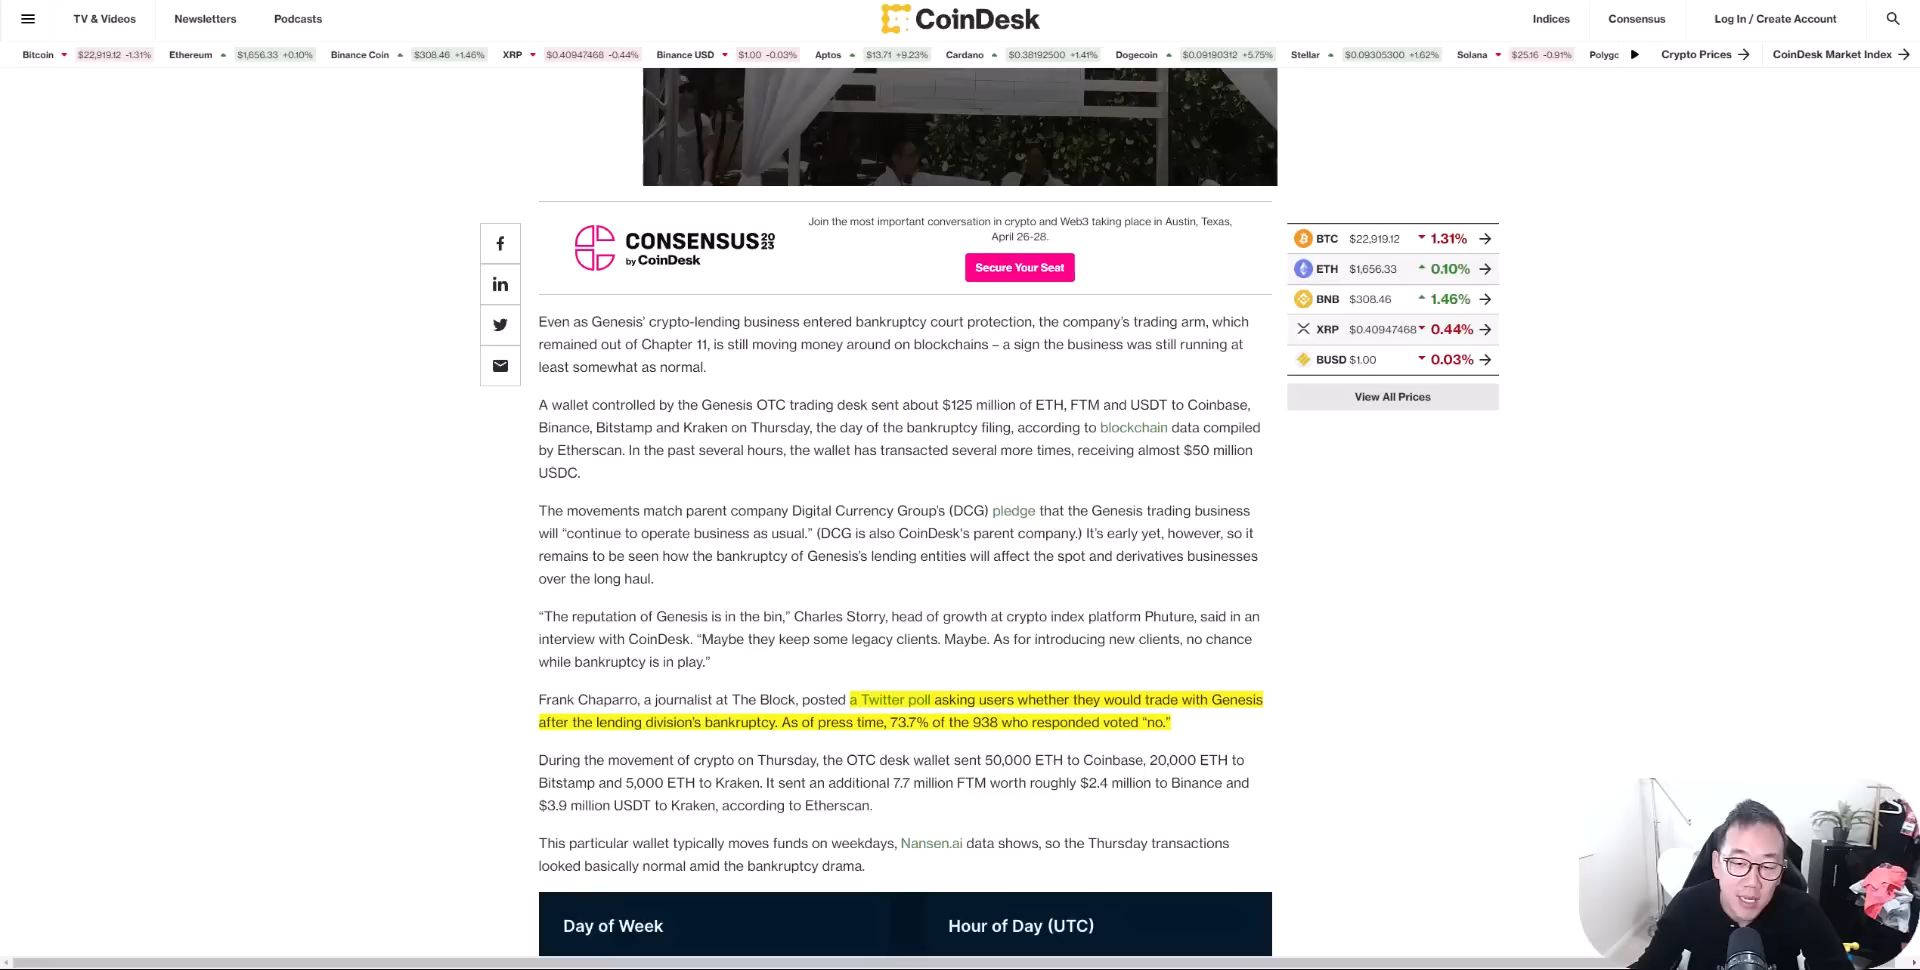 TV & Videos
Newsletters
Podcasts
CoinDesk
Indices
Consensus
Log In / Create Account
Bitcoin $22,919.12 -1.31% Ethereum $1,656.33 +0.10% Binance Coin $308.46 +1.46% XRP $0.40947468 -0.44% Binance USD $1.00 -0.03% Aptos $13.71 +9.23% Cardano $0.38192500 +1.41% Dogecoin $0.09190312 +5.75% Stellar $0.09305300 +1.62% Solana $25.16 -0.91% Polygc Crypto Prices CoinDesk Market Index
CONSENSUS 2023
by CoinDesk
Join the most important conversation in crypto and Web3 taking place in Austin, Texas,
April 26-28.
Secure Your Seat
BTC $22,919.12 1.31%
ETH $1,656.33 0.10%
BNB $308.46 1.46%
XRP $0.40947468 0.44%
BUSD $1.00 0.03%
View All Prices
Even as Genesis’ crypto-lending business entered bankruptcy court protection, the company’s trading arm, which
remained out of Chapter 11, is still moving money around on blockchains – a sign the business was still running at
least somewhat as normal.
A wallet controlled by the Genesis OTC trading desk sent about $125 million of ETH, FTM and USDT to Coinbase,
Binance, Bitstamp and Kraken on Thursday, the day of the bankruptcy filing, according to blockchain data compiled
by Etherscan. In the past several hours, the wallet has transacted several more times, receiving almost $50 million
USDC.
The movements match parent company Digital Currency Group’s (DCG) pledge that the Genesis trading business
will “continue to operate business as usual.” (DCG is also CoinDesk‘s parent company.) It’s early yet, however, so it
remains to be seen how the bankruptcy of Genesis’s lending entities will affect the spot and derivatives businesses
over the long haul.
“The reputation of Genesis is in the bin,” Charles Storry, head of growth at crypto index platform Phuture, said in an
interview with CoinDesk. “Maybe they keep some legacy clients. Maybe. As for introducing new clients, no chance
while bankruptcy is in play.”
Frank Chaparro, a journalist at The Block, posted a Twitter poll asking users whether they would trade with Genesis
after the lending division’s bankruptcy. As of press time, 73.7% of the 938 who responded voted “no.”
During the movement of crypto on Thursday, the OTC desk wallet sent 50,000 ETH to Coinbase, 20,000 ETH to
Bitstamp and 5,000 ETH to Kraken. It sent an additional 7.7 million FTM worth roughly $2.4 million to Binance and
$3.9 million USDT to Kraken, according to Etherscan.
This particular wallet typically moves funds on weekdays, Nansen.ai data shows, so the Thursday transactions
looked basically normal amid the bankruptcy drama.
Day of Week
Hour of Day (UTC)